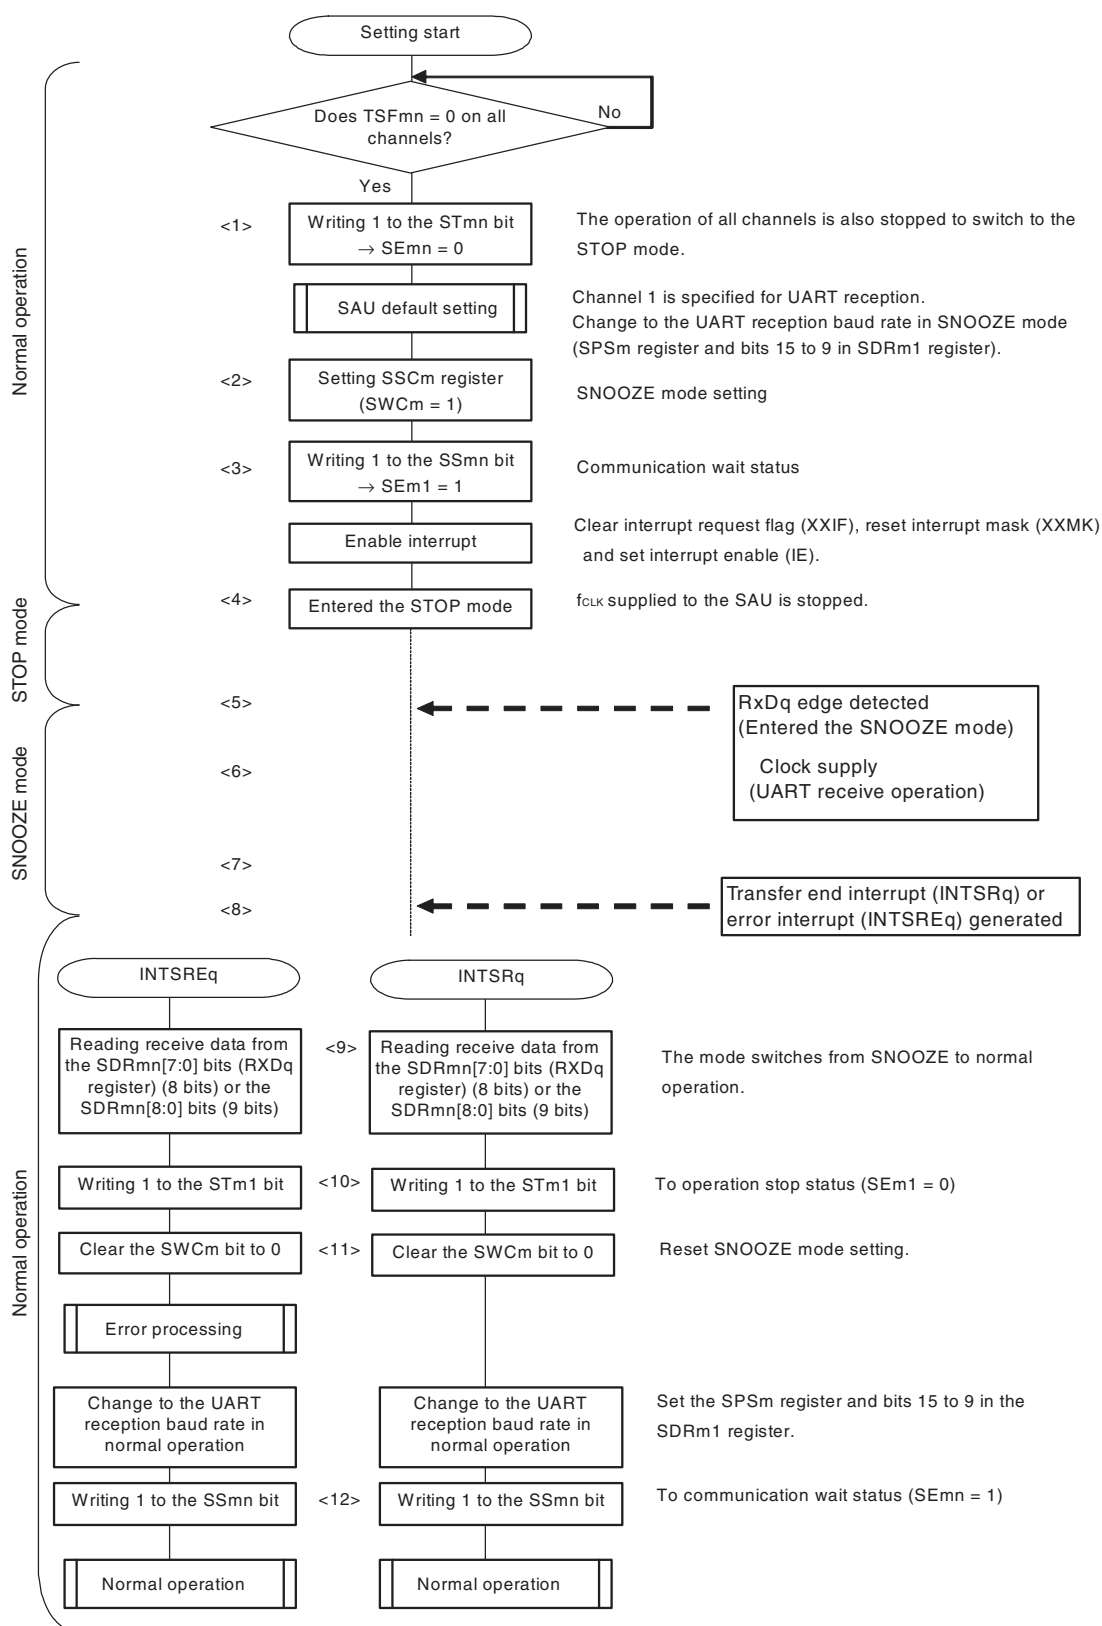 Setting start
Does TSFmn = 0 on all
channels?
No
Yes
<1>
Writing 1 to the STmn bit
→ SEmn = 0
The operation of all channels is also stopped to switch to the
STOP mode.
SAU default setting
Channel 1 is specified for UART reception.
Change to the UART reception baud rate in SNOOZE mode
(SPSm register and bits 15 to 9 in SDRm1 register).
<2>
Setting SSCm register
(SWCm = 1)
SNOOZE mode setting
<3>
Writing 1 to the SSmn bit
→ SEm1 = 1
Communication wait status
Enable interrupt
Clear interrupt request flag (XXIF), reset interrupt mask (XXMK)
and set interrupt enable (IE).
Normal operation
<4>
Entered the STOP mode
fCLK supplied to the SAU is stopped.
STOP mode
<5>
RxDq edge detected
(Entered the SNOOZE mode)
<6>
Clock supply
(UART receive operation)
SNOOZE mode
<7>
<8>
Transfer end interrupt (INTSRq) or
error interrupt (INTSREq) generated
INTSREq
INTSRq
Reading receive data from
the SDRmn[7:0] bits (RXDq
register) (8 bits) or the
SDRmn[8:0] bits (9 bits)
<9>
Reading receive data from
the SDRmn[7:0] bits (RXDq
register) (8 bits) or the
SDRmn[8:0] bits (9 bits)
The mode switches from SNOOZE to normal
operation.
Writing 1 to the STm1 bit
<10>
Writing 1 to the STm1 bit
To operation stop status (SEm1 = 0)
Clear the SWCm bit to 0
<11>
Clear the SWCm bit to 0
Reset SNOOZE mode setting.
Normal operation
Error processing
Change to the UART
reception baud rate in
normal operation
Change to the UART
reception baud rate in
normal operation
Set the SPSm register and bits 15 to 9 in the
SDRm1 register.
Writing 1 to the SSmn bit
<12>
Writing 1 to the SSmn bit
To communication wait status (SEmn = 1)
Normal operation
Normal operation